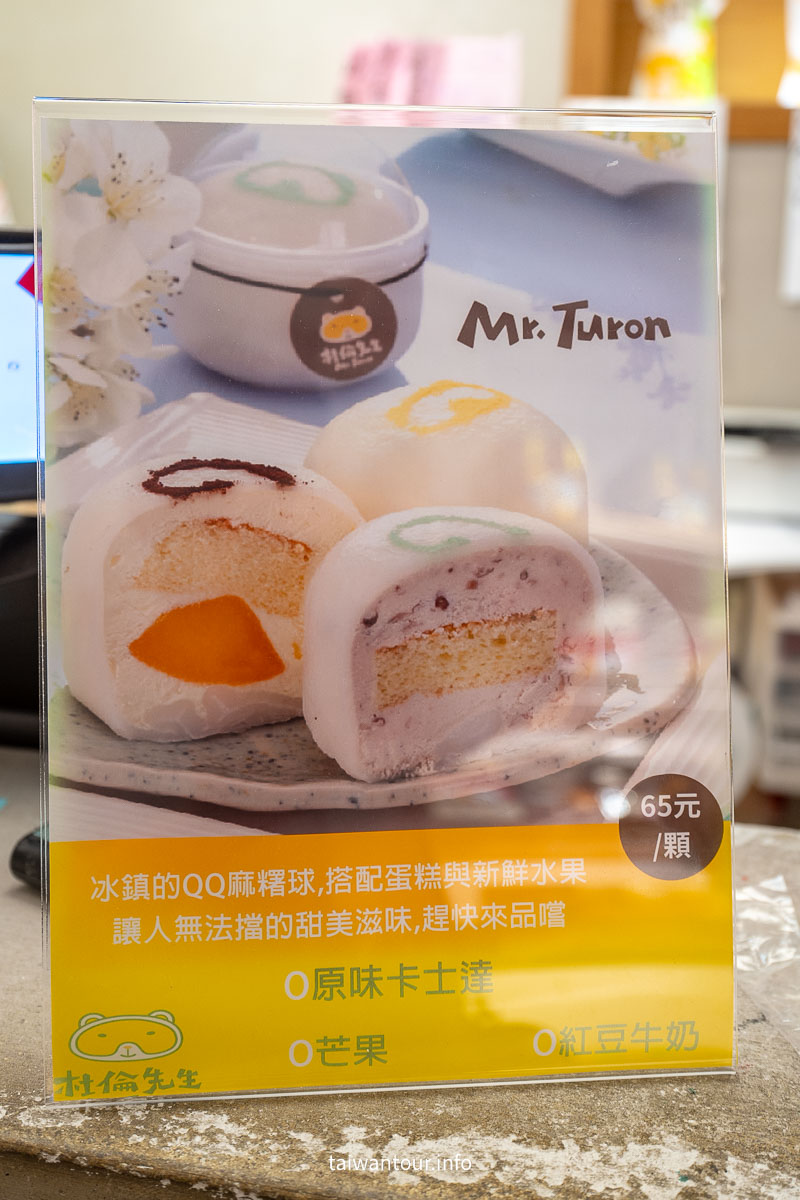 Mr. Turon
65元
/顆
冰鎮的QQ麻糬球,搭配蛋糕與新鮮水果
讓人無法擋的甜美滋味,趕快來品嚐
O原味卡士達
O芒果
O紅豆牛奶
杜倫先生
taiwantour.info